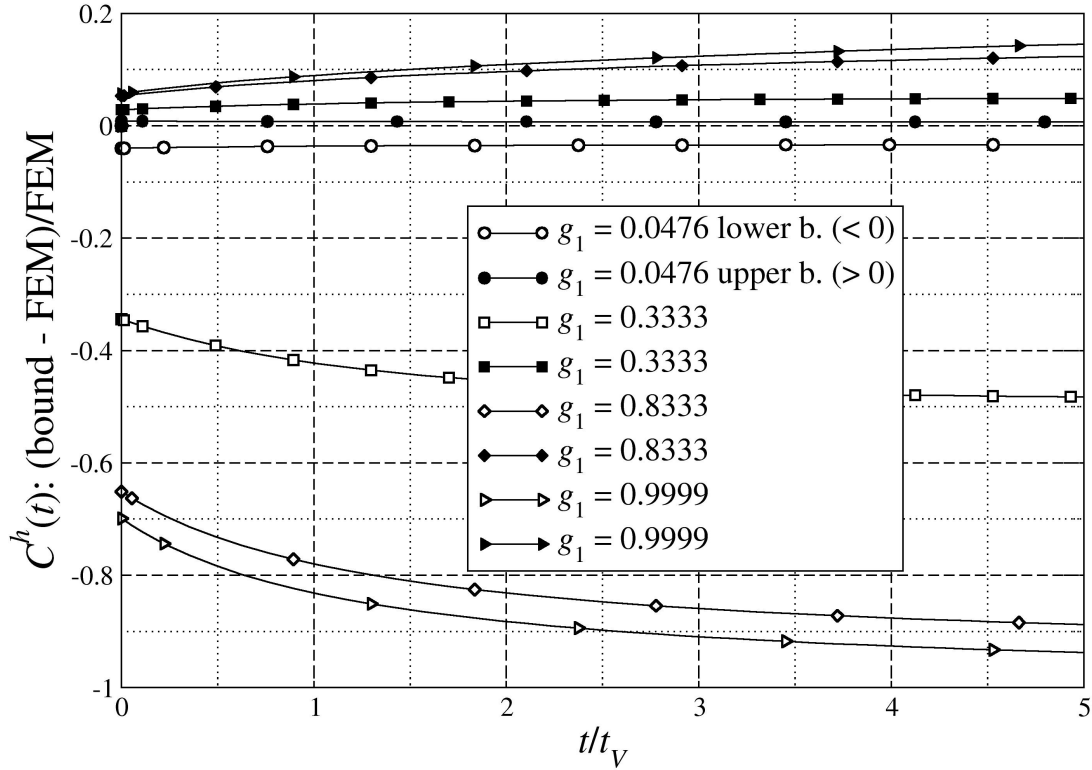 0.2
0.1
0
-0.2
-0.4
-0.6
-0.8
-1
C^h(t): (bound - FEM)/FEM
g_1 = 0.0476 lower b. (< 0)
g_1 = 0.0476 upper b. (> 0)
g_1 = 0.3333
g_1 = 0.3333
g_1 = 0.8333
g_1 = 0.8333
g_1 = 0.9999
g_1 = 0.9999
0 1 2 3 4 5
t/t_V